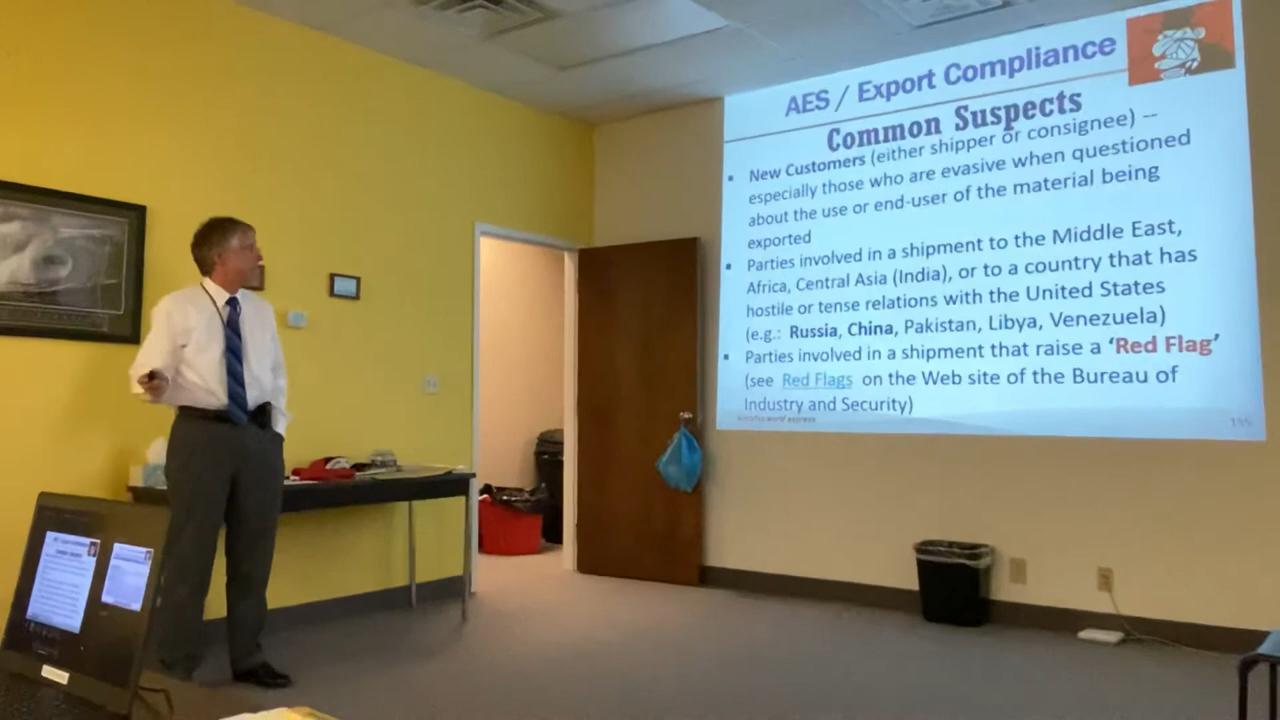 AES / Export Compliance
Common Suspects
▪ New Customers (either shipper or consignee) --
especially those who are evasive when questioned
about the use or end-user of the material being
exported
▪ Parties involved in a shipment to the Middle East,
Africa, Central Asia (India), or to a country that has
hostile or tense relations with the United States
(e.g.: Russia, China, Pakistan, Libya, Venezuela)
▪ Parties involved in a shipment that raise a ‘Red Flag’
(see Red Flags on the Web site of the Bureau of
Industry and Security)
world express